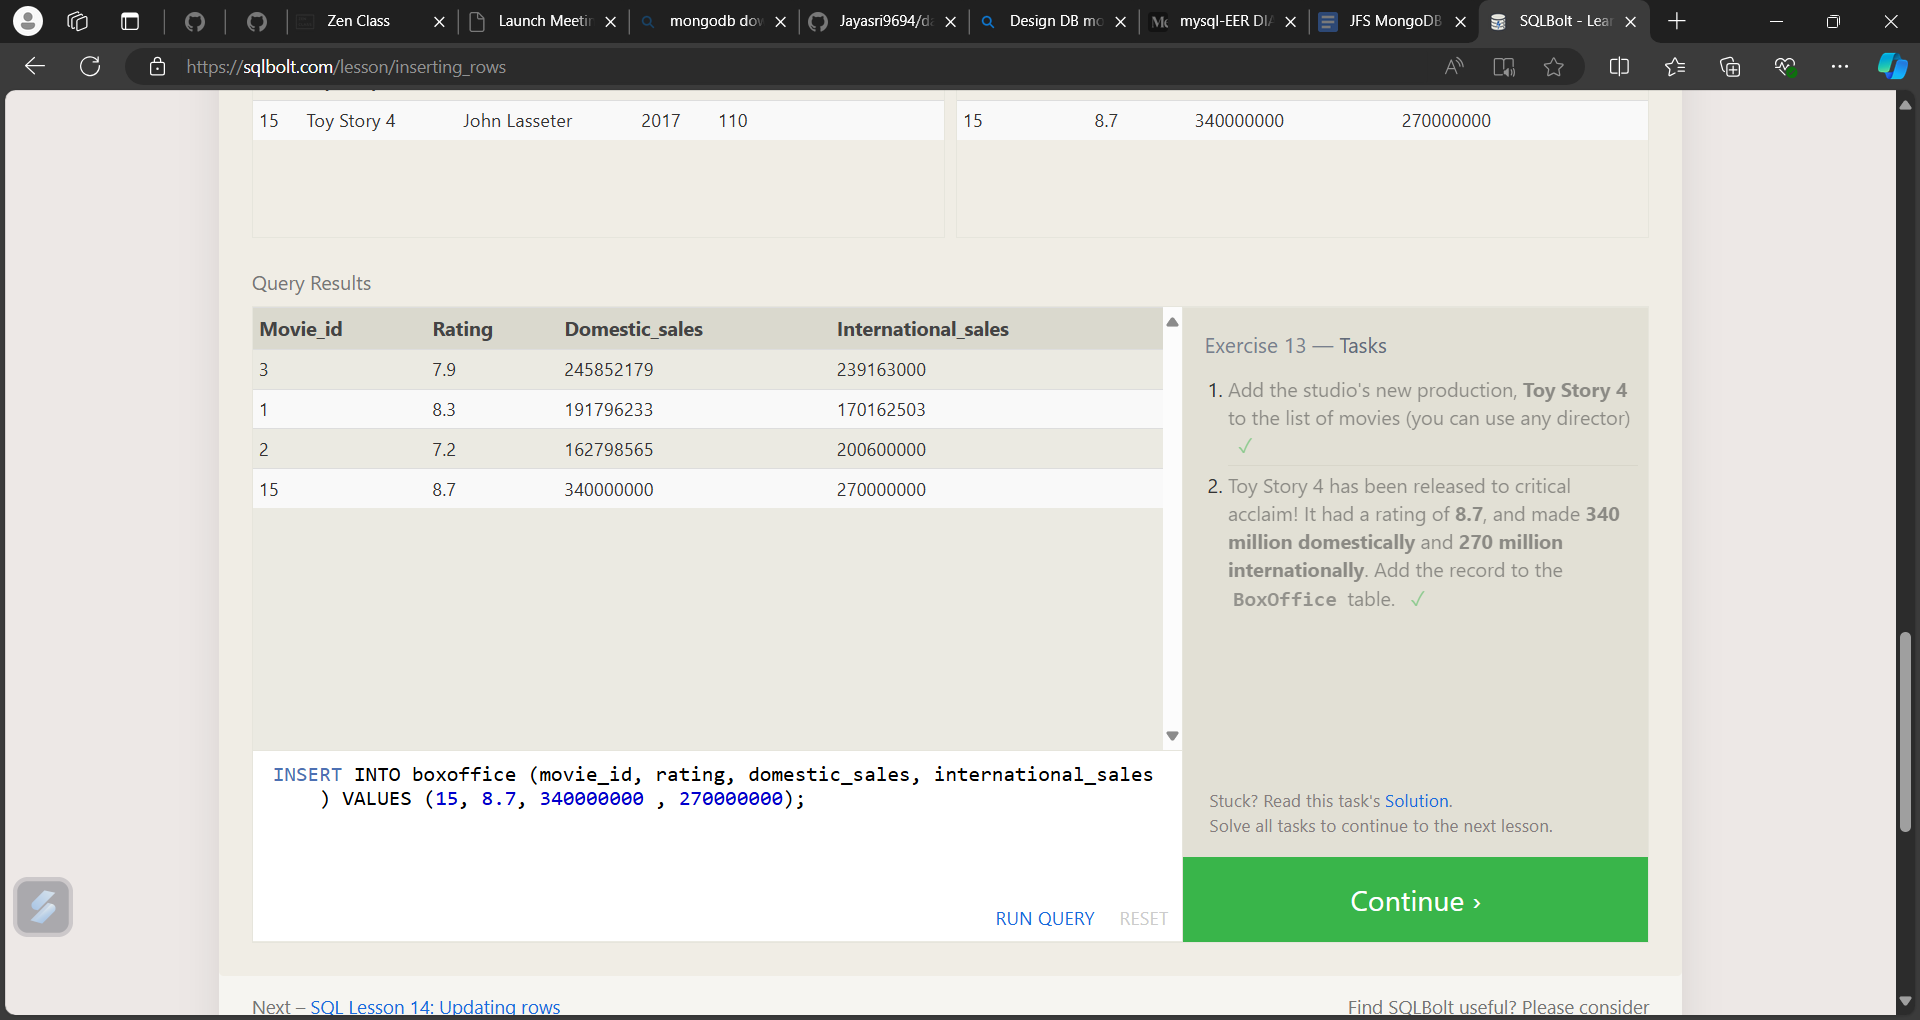 Zen Class
Launch Meetin
mongodb dow
Jayasri9694/da
Design DB mo
mysql-EER DIA
JFS MongoDB
SQLBolt - Lear
https://sqlbolt.com/lesson/inserting_rows
15 Toy Story 4 John Lasseter 2017 110
15 8.7 340000000 270000000
Query Results
Movie_id Rating Domestic_sales International_sales
3 7.9 245852179 239163000
1 8.3 191796233 170162503
2 7.2 162798565 200600000
15 8.7 340000000 270000000
Exercise 13 — Tasks
1. Add the studio's new production, Toy Story 4
to the list of movies (you can use any director)
✓
2. Toy Story 4 has been released to critical
acclaim! It had a rating of 8.7, and made 340
million domestically and 270 million
internationally. Add the record to the
BoxOffice table. ✓
INSERT INTO boxoffice (movie_id, rating, domestic_sales, international_sales
) VALUES (15, 8.7, 340000000 , 270000000);
RUN QUERY RESET
Stuck? Read this task's Solution.
Solve all tasks to continue to the next lesson.
Continue ›
Next – SQL Lesson 14: Updating rows
Find SQLBolt useful? Please consider